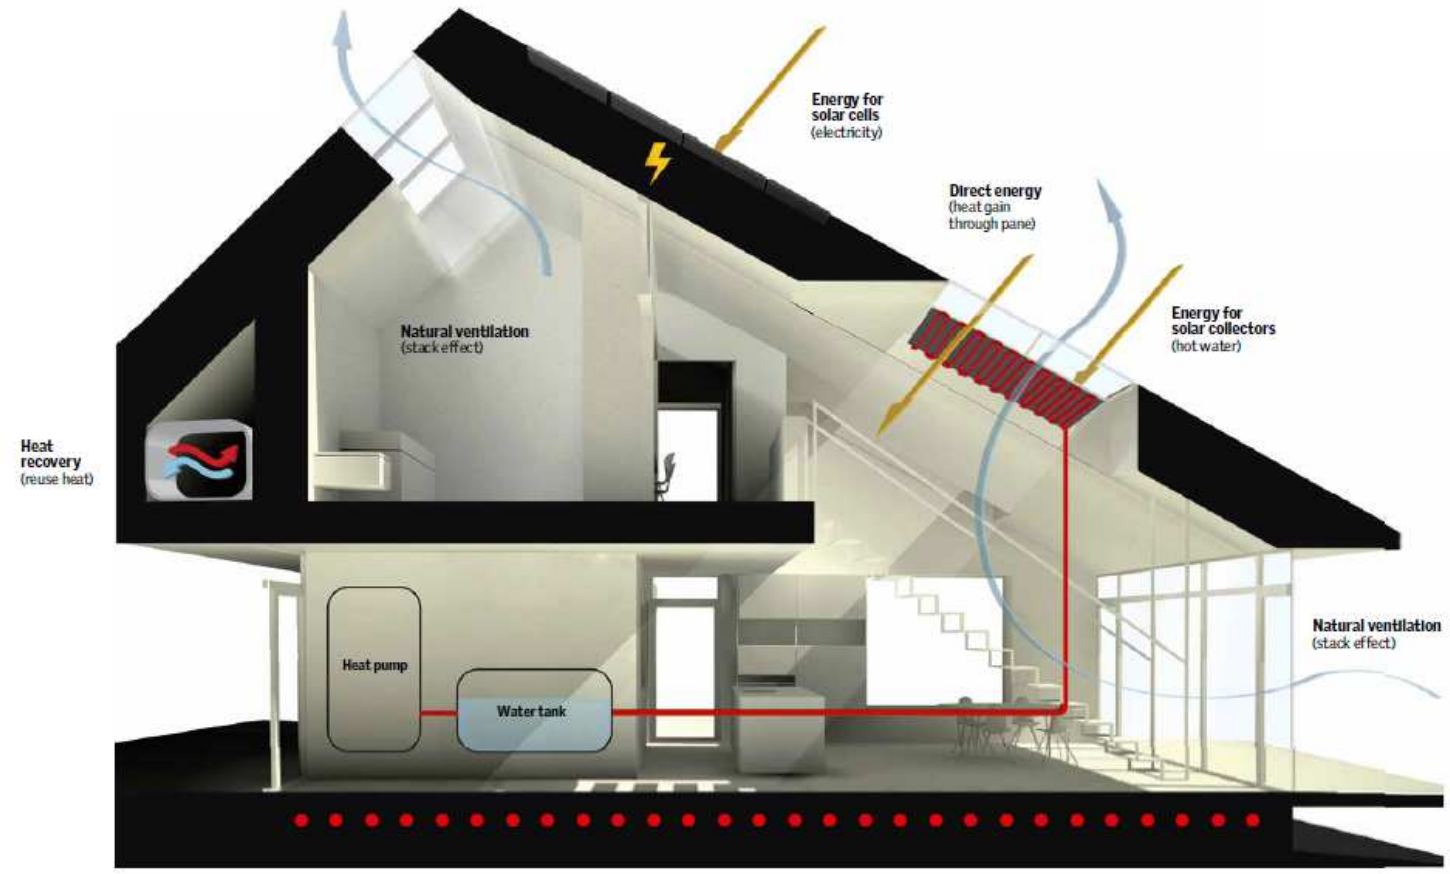 Energy for
solar cells
(electricity)
Direct energy
(heat gain
through pane)
Energy for
solar collectors
(hot water)
Natural ventilation
(stack effect)
Heat
recovery
(reuse heat)
Natural ventilation
(stack effect)
Heat pump
Water tank